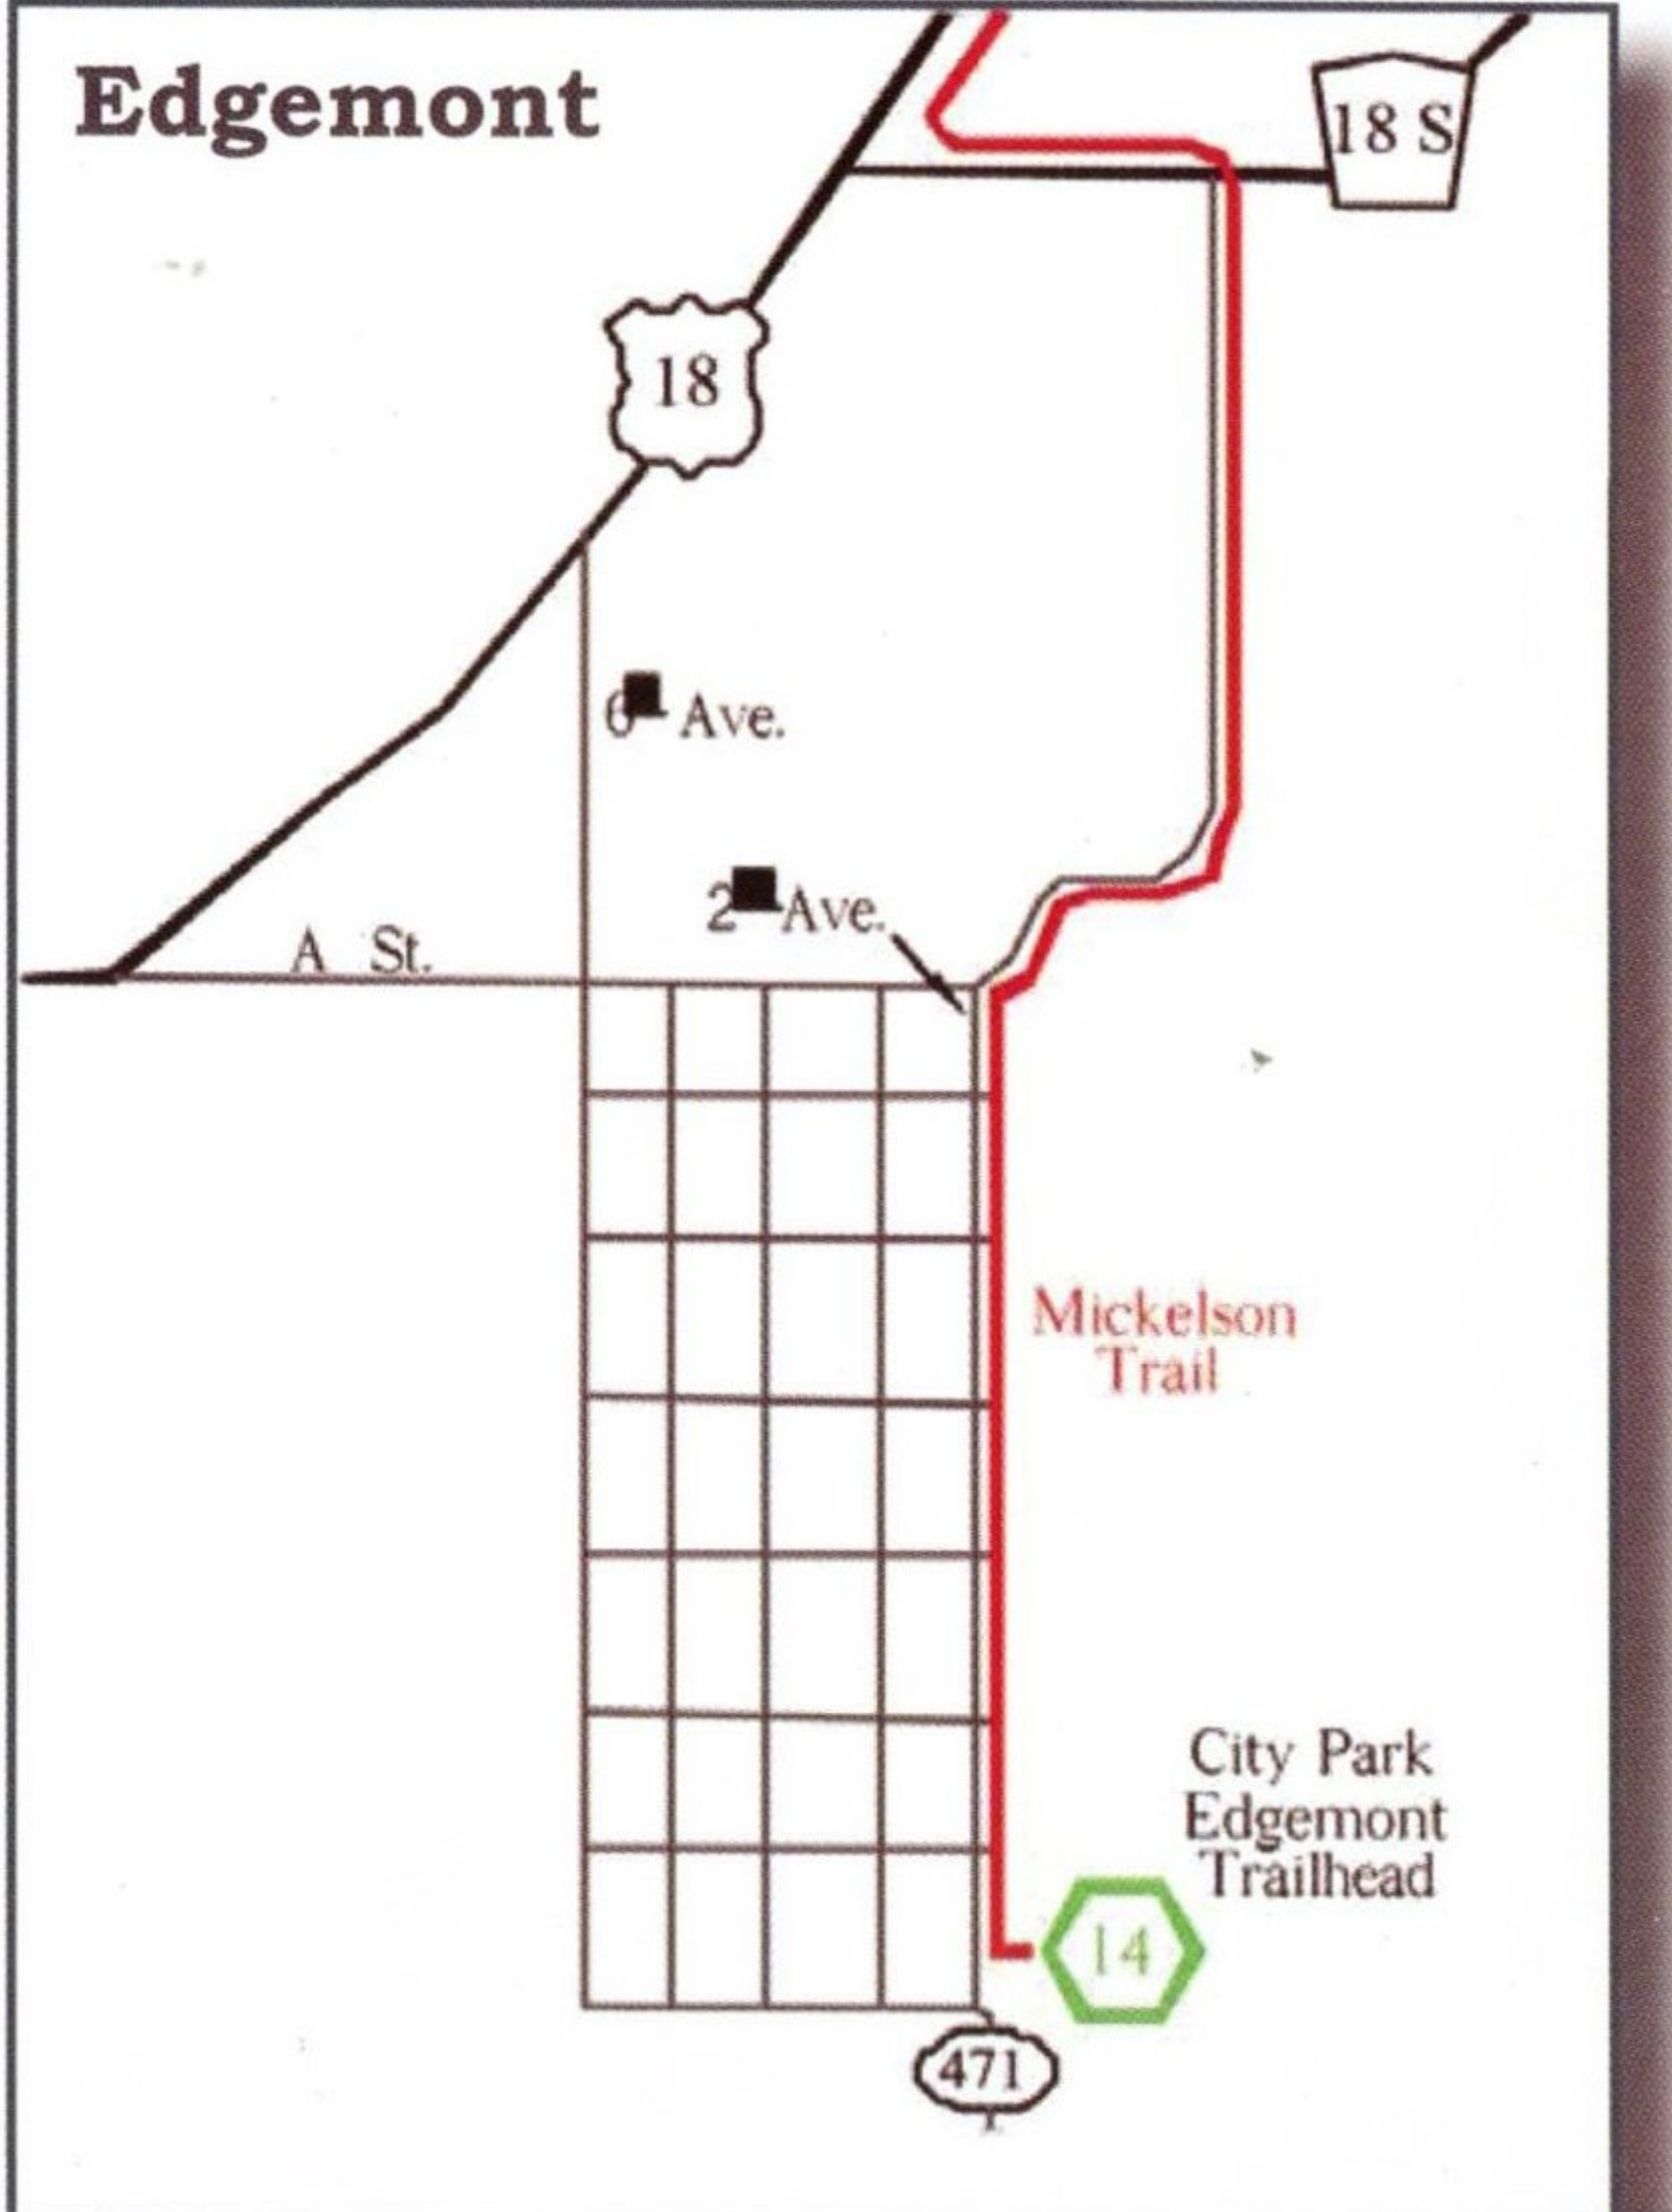 Edgemont
18 S
18
6 Ave.
2 Ave.
A St.
Mickelson
Trail
City Park
Edgemont
Trailhead
14
471